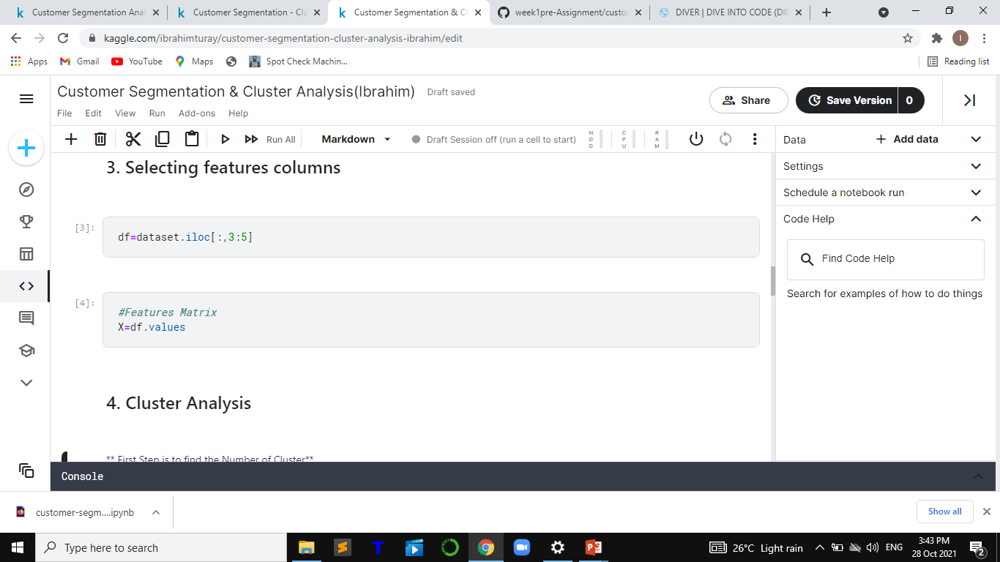 Customer Segmentation Anal
Customer Segmentation - Clu
Customer Segmentation & Cl
week1pre-Assignment/custor
DIVER | DIVE INTO CODE (DIC
kaggle.com/ibrahimturay/customer-segmentation-cluster-analysis-ibrahim/edit
I
Apps
Gmail
YouTube
Maps
Spot Check Machin...
Reading list
Customer Segmentation & Cluster Analysis(Ibrahim)
Draft saved
Share
Save Version
0
File Edit View Run Add-ons Help
Run All
Markdown
Draft Session off (run a cell to start)
HDD
CPU
RAM
Data
Add data
Settings
Schedule a notebook run
Code Help
Find Code Help
Search for examples of how to do things
3. Selecting features columns
[3]:
df=dataset.iloc[:,3:5]
[4]:
#Features Matrix
X=df.values
4. Cluster Analysis
** First Step is to find the Number of Cluster**
Console
customer-segm....ipynb
Show all
Type here to search
26°C Light rain
ENG
3:43 PM
28 Oct 2021
2